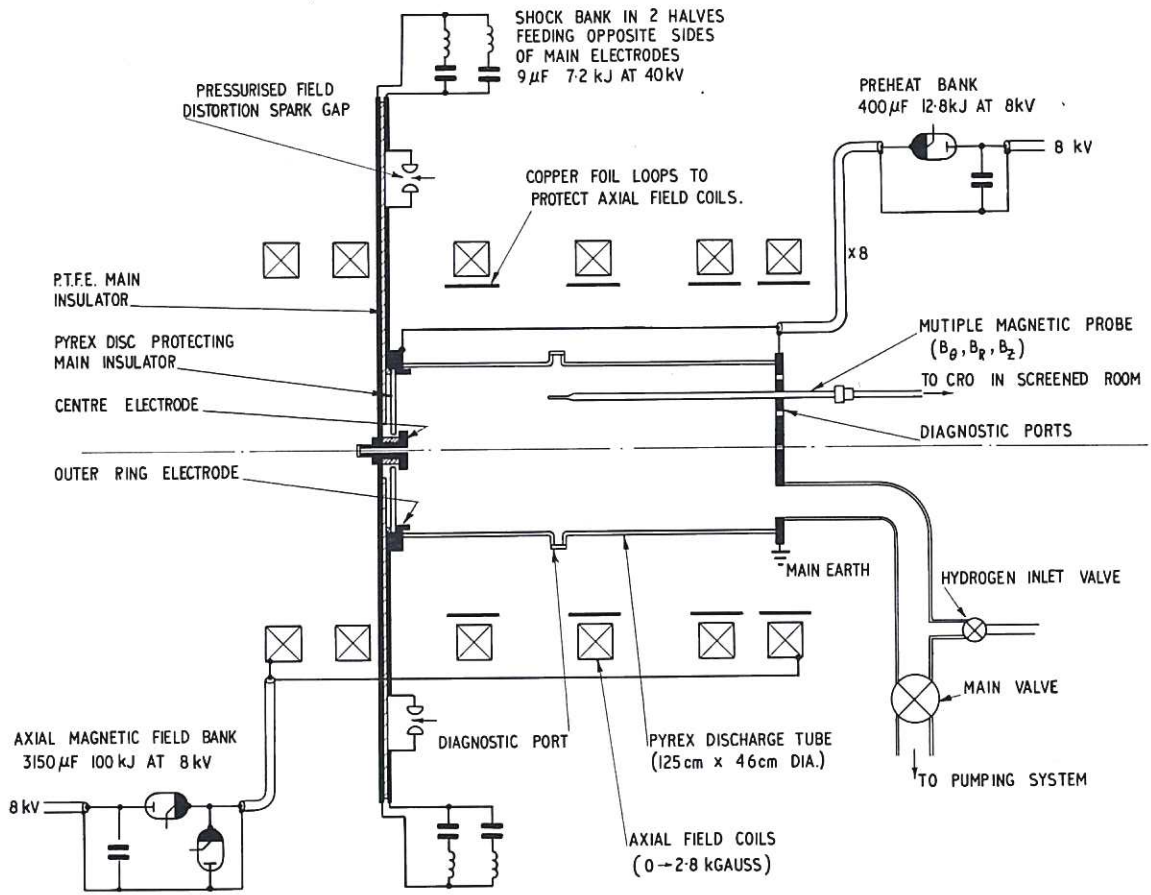 SHOCK BANK IN 2 HALVES
FEEDING OPPOSITE SIDES
OF MAIN ELECTRODES
9μF 7·2 kJ AT 40kV
PRESSURISED FIELD
DISTORTION SPARK GAP
PREHEAT BANK
400μF 12·8kJ AT 8kV
8 kV
COPPER FOIL LOOPS TO
PROTECT AXIAL FIELD COILS.
×8
P.T.F.E. MAIN
INSULATOR
PYREX DISC PROTECTING
MAIN INSULATOR
CENTRE ELECTRODE
OUTER RING ELECTRODE
MUTIPLE MAGNETIC PROBE
(Bθ, BR, BZ)
TO CRO IN SCREENED ROOM
DIAGNOSTIC PORTS
MAIN EARTH
HYDROGEN INLET VALVE
MAIN VALVE
TO PUMPING SYSTEM
DIAGNOSTIC PORT
PYREX DISCHARGE TUBE
(125cm x 46cm DIA.)
AXIAL MAGNETIC FIELD BANK
3150μF 100kJ AT 8kV
8kV
AXIAL FIELD COILS
(0→2·8 kGAUSS)